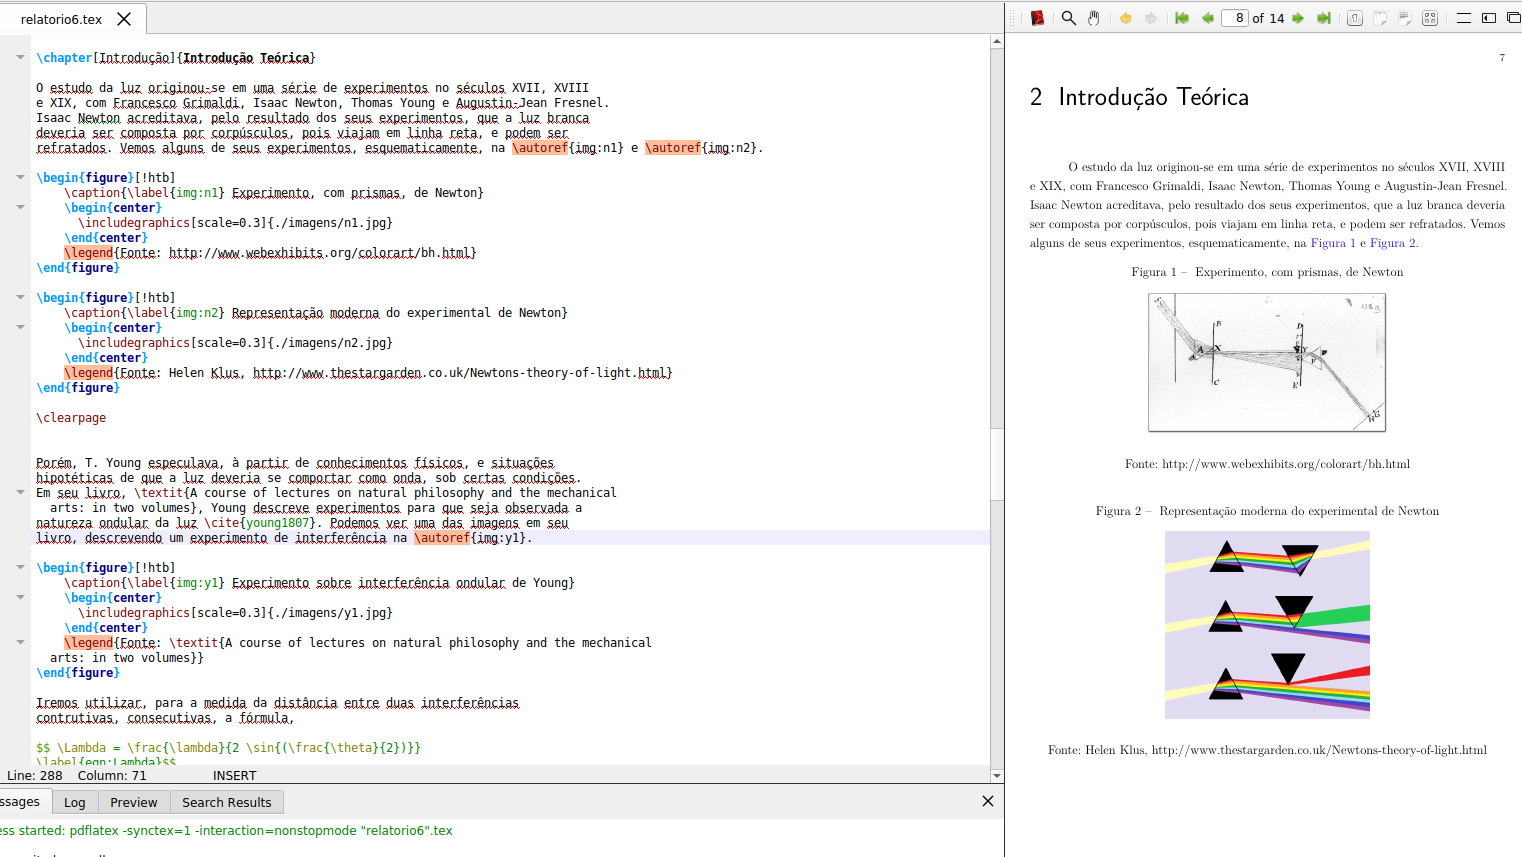 relatorio6.tex
\chapter[Introdução]{Introdução Teórica}
O estudo da luz originou-se em uma série de experimentos no séculos XVII, XVIII
e XIX, com Francesco Grimaldi, Isaac Newton, Thomas Young e Augustin-Jean Fresnel.
Isaac Newton acreditava, pelo resultado dos seus experimentos, que a luz branca
deveria ser composta por corpúsculos, pois viajam em linha reta, e podem ser
refratados. Vemos alguns de seus experimentos, esquematicamente, na \autoref{img:n1} e \autoref{img:n2}.
\begin{figure}[!htb]
\caption{\label{img:n1} Experimento, com prismas, de Newton}
\begin{center}
\includegraphics[scale=0.3]{./imagens/n1.jpg}
\end{center}
\legend{Fonte: http://www.webexhibits.org/colorart/bh.html}
\end{figure}
\begin{figure}[!htb]
\caption{\label{img:n2} Representação moderna do experimental de Newton}
\begin{center}
\includegraphics[scale=0.3]{./imagens/n2.jpg}
\end{center}
\legend{Fonte: Helen Klus, http://www.thestargarden.co.uk/Newtons-theory-of-light.html}
\end{figure}
\clearpage
Porém, T. Young especulava, à partir de conhecimentos físicos, e situações
hipotéticas de que a luz deveria se comportar como onda, sob certas condições.
Em seu livro, \textit{A course of lectures on natural philosophy and the mechanical
arts: in two volumes}, Young descreve experimentos para que seja observada a
natureza ondular da luz \cite{young1807}. Podemos ver uma das imagens em seu
livro, descrevendo um experimento de interferência na \autoref{img:y1}.
\begin{figure}[!htb]
\caption{\label{img:y1} Experimento sobre interferência ondular de Young}
\begin{center}
\includegraphics[scale=0.3]{./imagens/y1.jpg}
\end{center}
\legend{Fonte: \textit{A course of lectures on natural philosophy and the mechanical
arts: in two volumes}}
\end{figure}
Iremos utilizar, para a medida da distância entre duas interferências
contrutivas, consecutivas, a fórmula,
$$ \Lambda = \frac{\lambda}{2 \sin{(\frac{\theta}{2})}}
\label{eqn:Lambda}$$
Line: 288 Column: 71 INSERT
ssages Log Preview Search Results
ess started: pdflatex -synctex=1 -interaction=nonstopmode "relatorio6".tex
8 of 14
7
2 Introdução Teórica
O estudo da luz originou-se em uma série de experimentos no séculos XVII, XVIII
e XIX, com Francesco Grimaldi, Isaac Newton, Thomas Young e Augustin-Jean Fresnel.
Isaac Newton acreditava, pelo resultado dos seus experimentos, que a luz branca deveria
ser composta por corpúsculos, pois viajam em linha reta, e podem ser refratados. Vemos
alguns de seus experimentos, esquematicamente, na Figura 1 e Figura 2.
Figura 1 – Experimento, com prismas, de Newton
B D
A X Y
C E
H G
Fonte: http://www.webexhibits.org/colorart/bh.html
Figura 2 – Representação moderna do experimental de Newton
Fonte: Helen Klus, http://www.thestargarden.co.uk/Newtons-theory-of-light.html